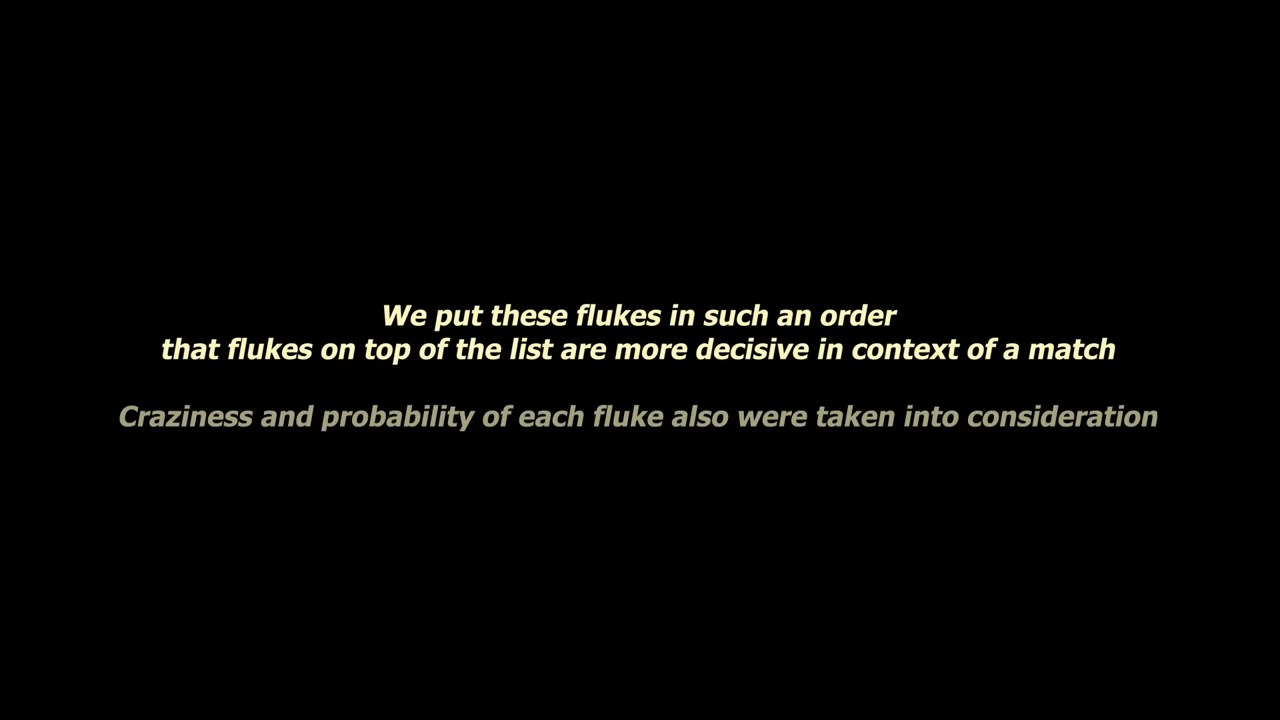 We put these flukes in such an order
that flukes on top of the list are more decisive in context of a match
Craziness and probability of each fluke also were taken into consideration